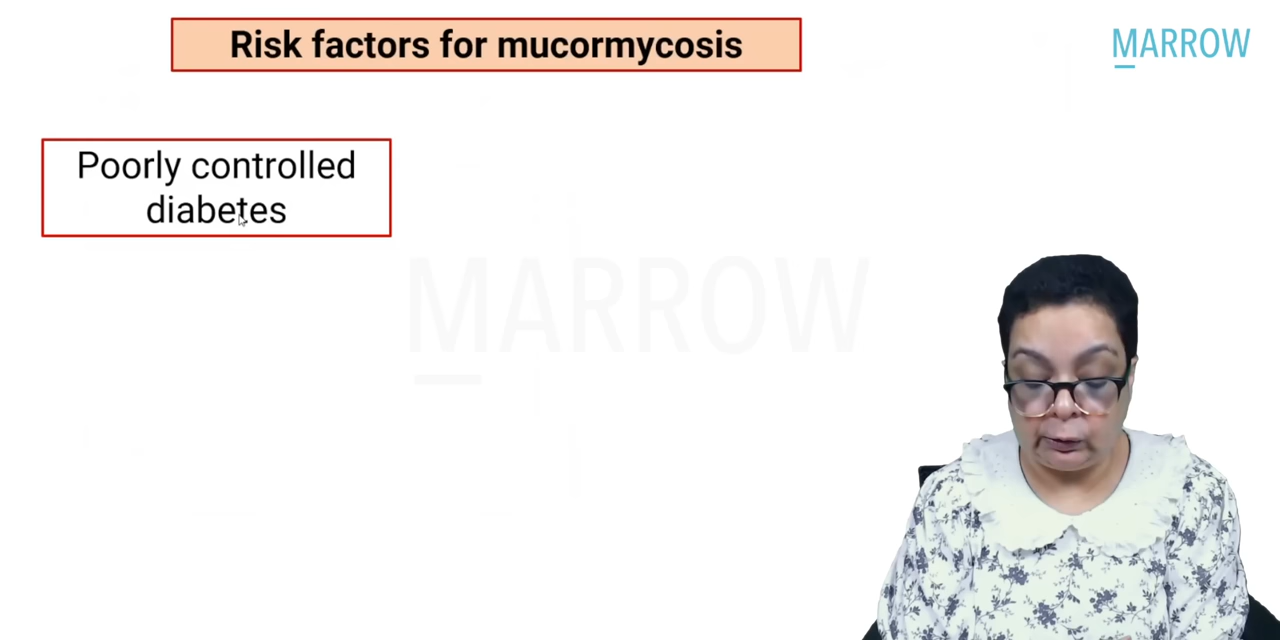 Risk factors for mucormycosis
MARROW
Poorly controlled
diabetes
MARROW